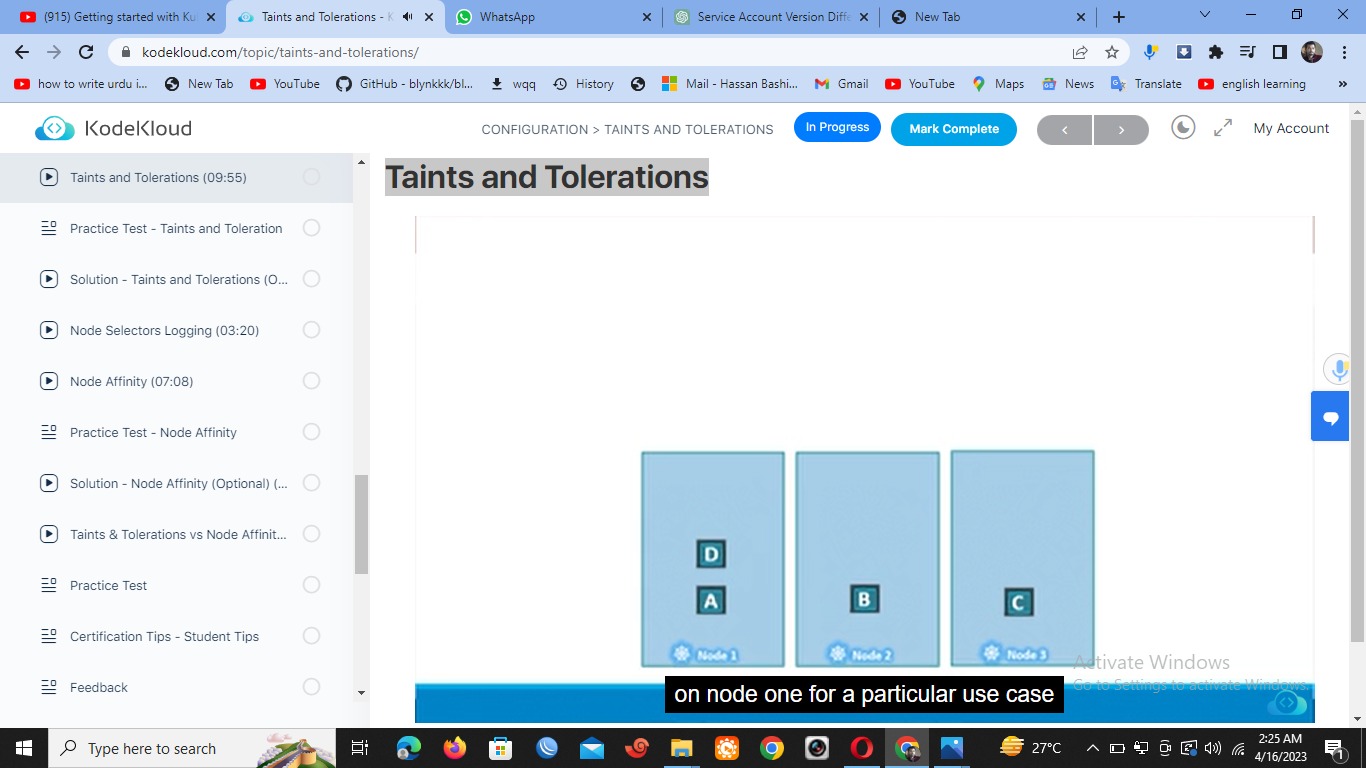 (915) Getting started with Ku
Taints and Tolerations - K
WhatsApp
Service Account Version Diffe
New Tab
kodekloud.com/topic/taints-and-tolerations/
how to write urdu i...
New Tab
YouTube
GitHub - blynkkk/bl...
wqq
History
Mail - Hassan Bashi...
Gmail
YouTube
Maps
News
Translate
english learning
KodeKloud
CONFIGURATION > TAINTS AND TOLERATIONS
In Progress
Mark Complete
My Account
Taints and Tolerations (09:55)
Practice Test - Taints and Toleration
Solution - Taints and Tolerations (O...
Node Selectors Logging (03:20)
Node Affinity (07:08)
Practice Test - Node Affinity
Solution - Node Affinity (Optional) (...
Taints & Tolerations vs Node Affinit...
Practice Test
Certification Tips - Student Tips
Feedback
Taints and Tolerations
D
A
B
C
Node 1
Node 2
Node 3
on node one for a particular use case
Activate Windows
Go to Settings to activate Windows.
Type here to search
27°C
2:25 AM
4/16/2023
1